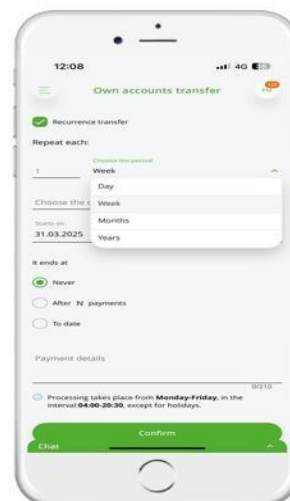 12:08
4G
Own accounts transfer
Recurrence transfer
Repeat each:
Choose the period
1 Week
Day
Choose the
Week
Months
Starts on
31.03.2025
Years
It ends at
Never
After N payments
To date
Payment details
0/210
Processing takes place from Monday-Friday, in the
interval 04:00-20:30, except for holidays.
Confirm
Chat